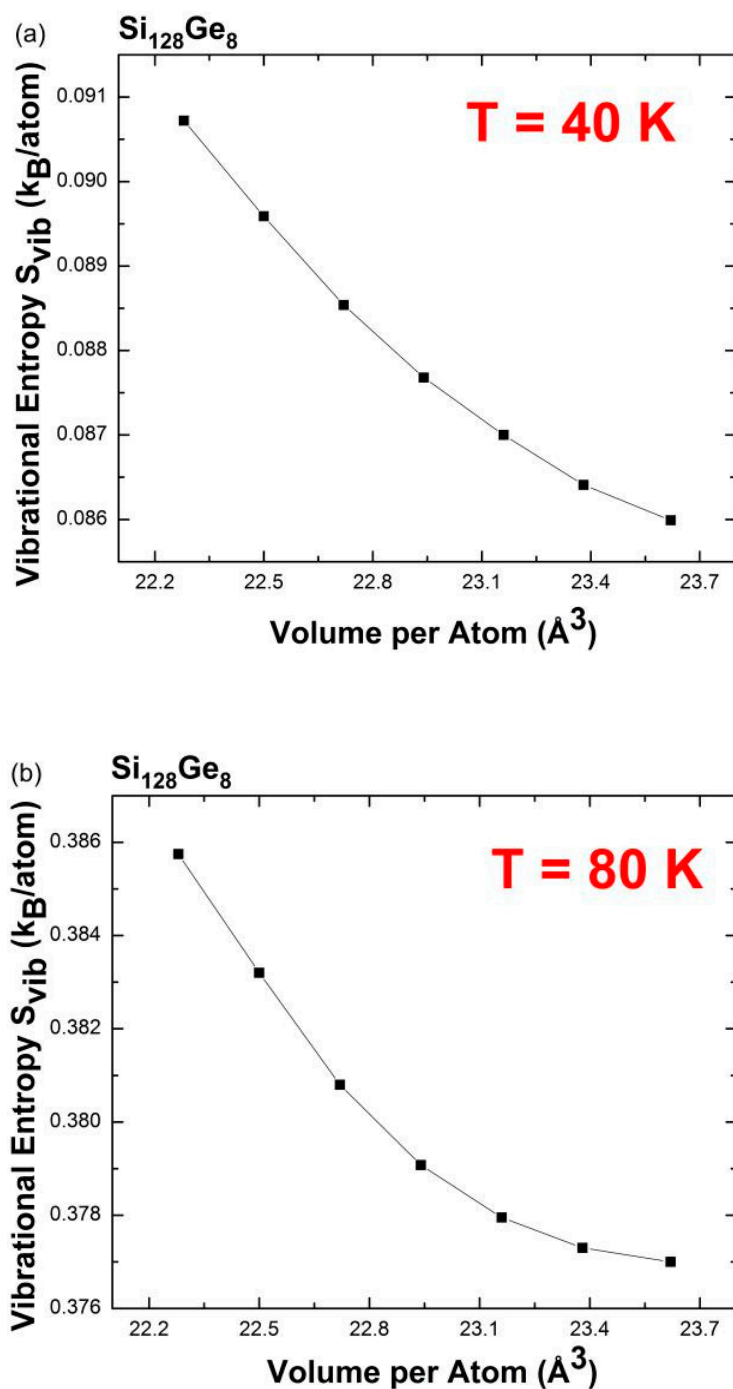 (a) Si128Ge8
T = 40 K
Vibrational Entropy Svib (kB/atom)
0.091
0.090
0.089
0.088
0.087
0.086
22.2 22.5 22.8 23.1 23.4 23.7
Volume per Atom (Å3)
(b) Si128Ge8
T = 80 K
Vibrational Entropy Svib (kB/atom)
0.386
0.384
0.382
0.380
0.378
0.376
22.2 22.5 22.8 23.1 23.4 23.7
Volume per Atom (Å3)